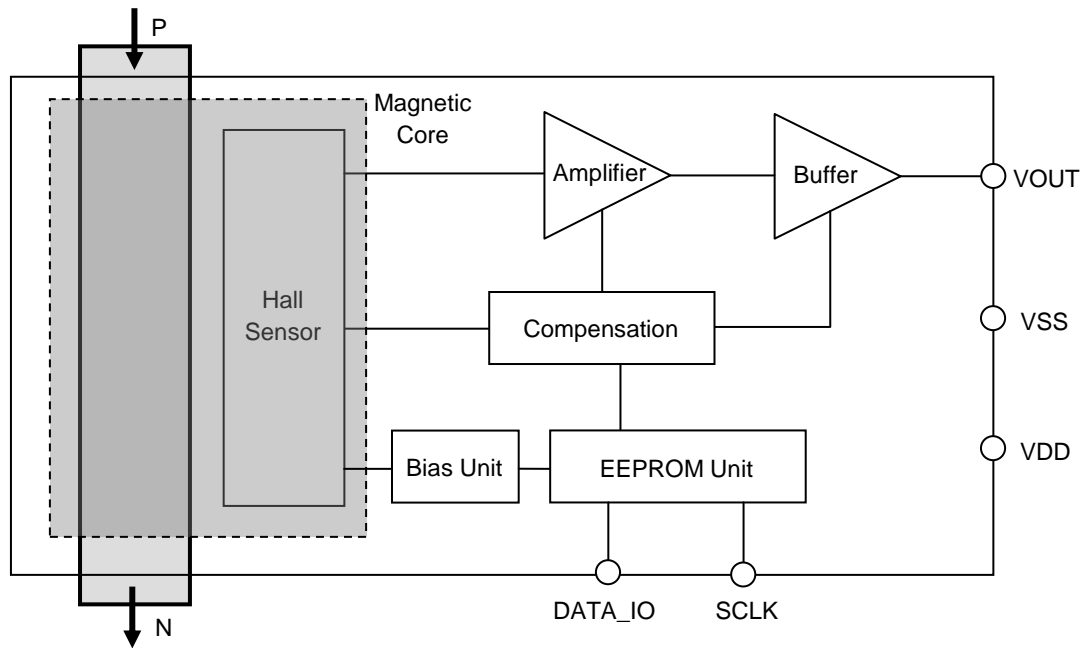 P
Magnetic
Core
Amplifier
Buffer
VOUT
Hall
Sensor
Compensation
VSS
Bias Unit
EEPROM Unit
VDD
DATA_IO
SCLK
N